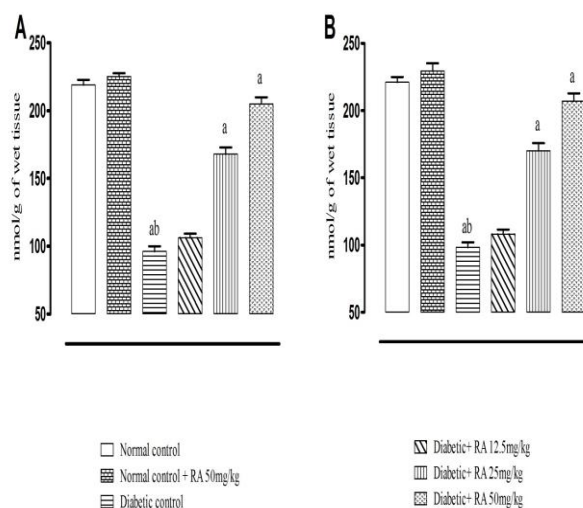 A
250
200
150
100
50
nmol/g of wet tissue
ab
a
a
B
250
200
150
100
50
nmol/g of wet tissue
ab
a
a
Normal control
Normal control + RA 50mg/kg
Diabetic control
Diabetic+ RA 12.5mg/kg
Diabetic+ RA 25mg/kg
Diabetic+ RA 50mg/kg